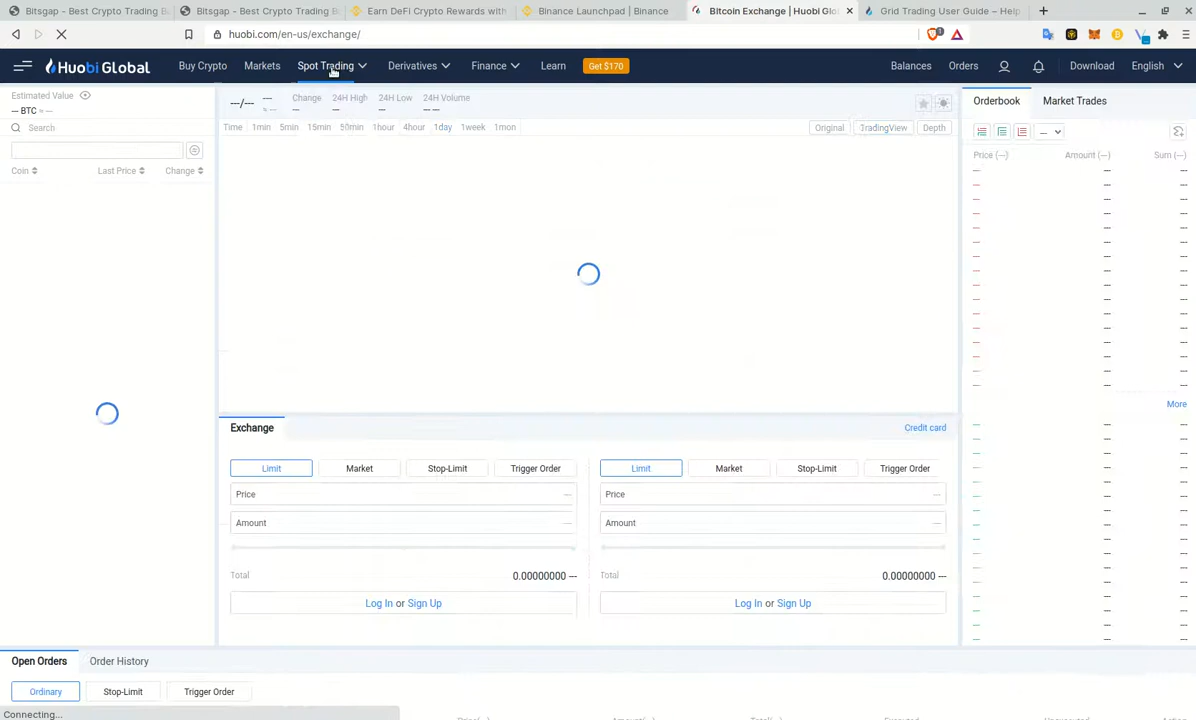 Bitsgap - Best Crypto Trading Ba
Bitsgap - Best Crypto Trading B
Earn DeFi Crypto Rewards with
Binance Launchpad | Binance
Bitcoin Exchange | Huobi Glo
Grid Trading User Guide – Help
huobi.com/en-us/exchange/
1
Huobi Global
Buy Crypto
Markets
Spot Trading
Derivatives
Finance
Learn
Get $170
Balances
Orders
Download
English
Estimated Value
-- BTC ≈ --
Search
Coin
Last Price
Change
--/--
---
≈ --
Change
--
24H High
--
24H Low
--
24H Volume
-- --
Time
1min
5min
15min
30min
1hour
4hour
1day
1week
1mon
Original
TradingView
Depth
Orderbook
Market Trades
--
Price (--)
Amount (--)
Sum (--)
More
Exchange
Credit card
Limit
Market
Stop-Limit
Trigger Order
Price
---
Amount
---
Total
0.00000000 ---
Log In or Sign Up
Limit
Market
Stop-Limit
Trigger Order
Price
---
Amount
---
Total
0.00000000 ---
Log In or Sign Up
Open Orders
Order History
Ordinary
Stop-Limit
Trigger Order
Connecting...